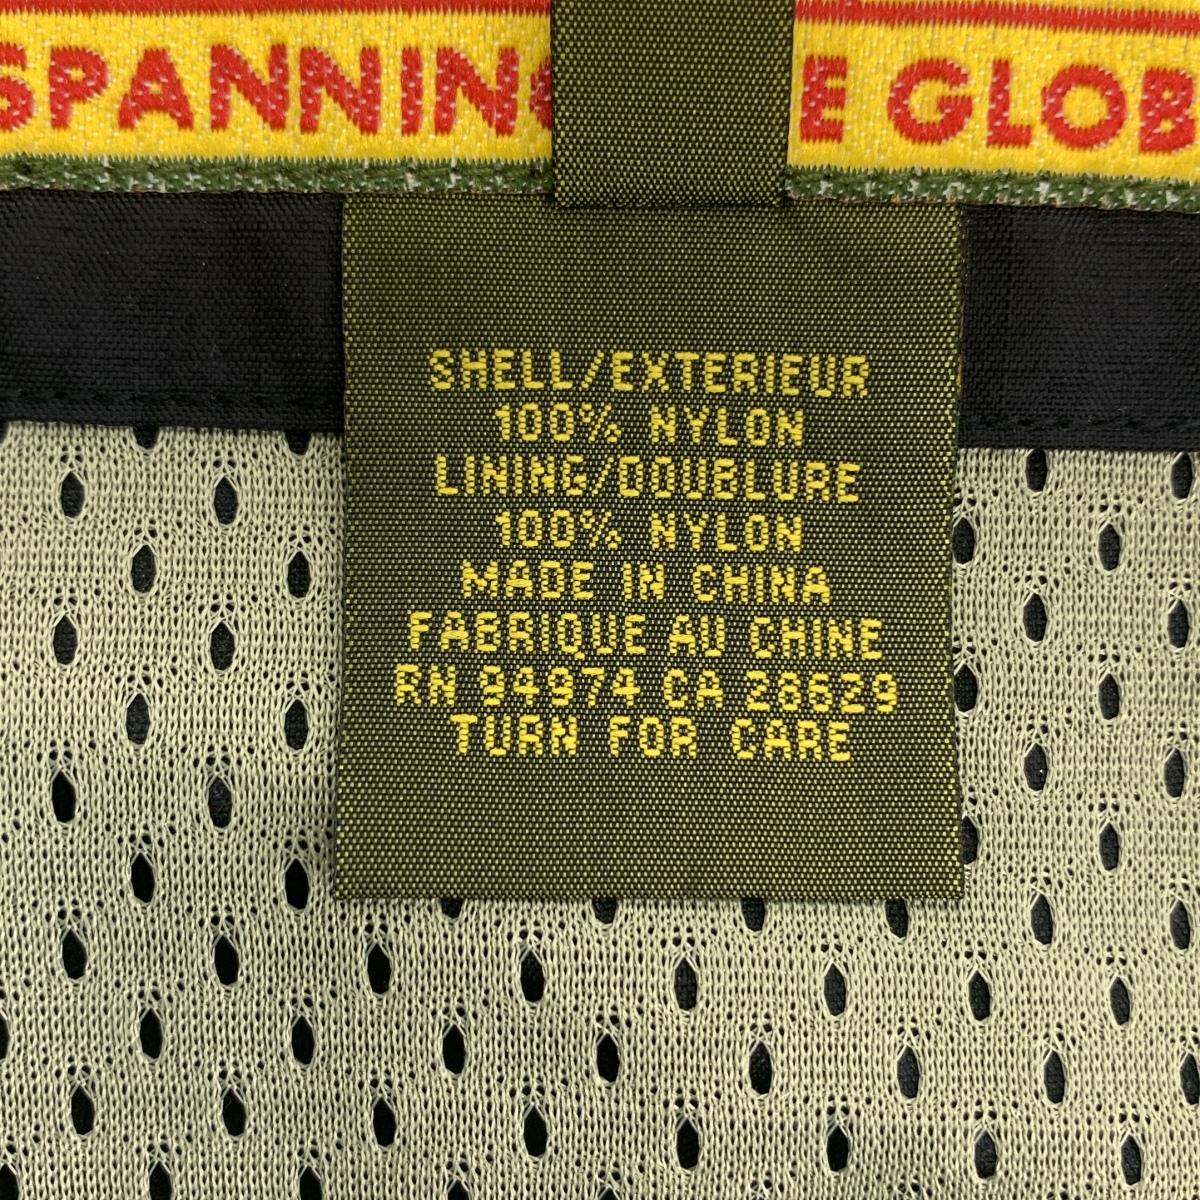 SPANNING E GLOB
SHELL/EXTERIEUR
100% NYLON
LINING/DOUBLURE
100% NYLON
MADE IN CHINA
FABRIQUE AU CHINE
RN 94974 CA 28629
TURN FOR CARE